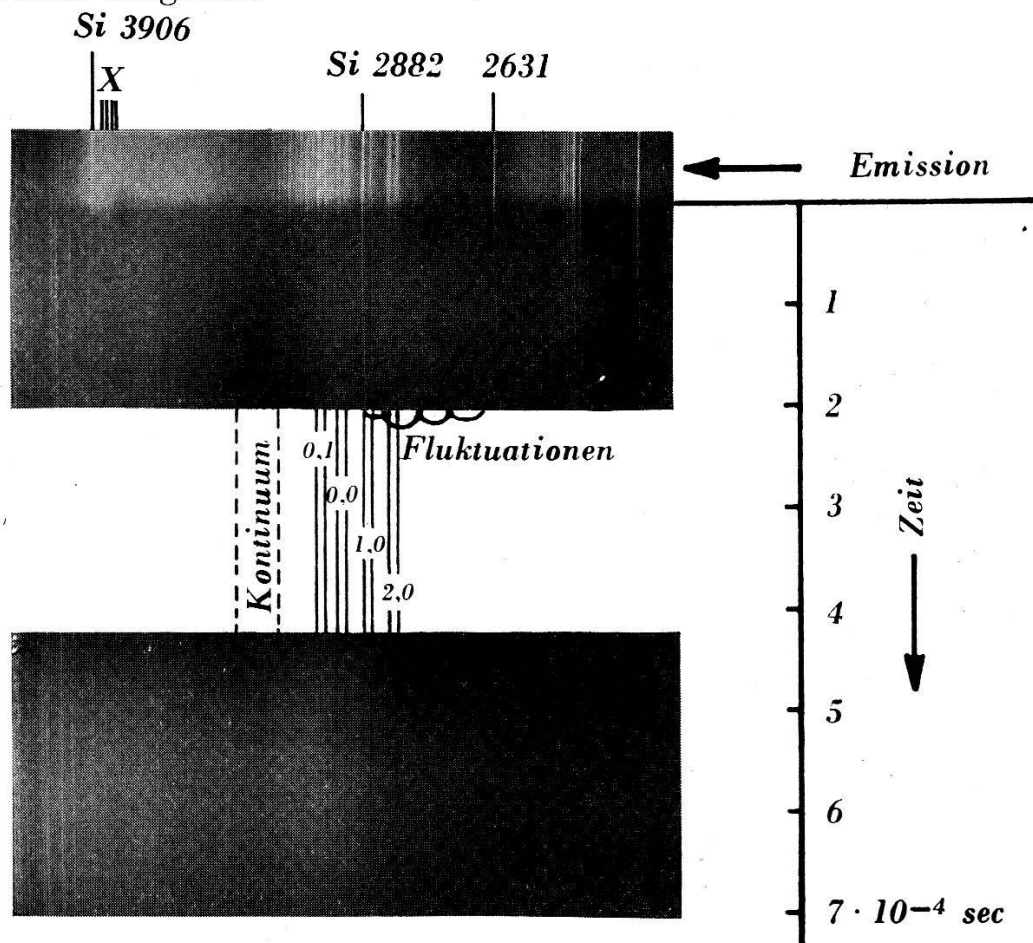 Si 3906
X
Si 2882 2631
Emission
1
2
Fluktuationen
0,1
0,0
Kontinuum
3
Zeit
1,0
2,0
4
5
6
7 · 10−4 sec